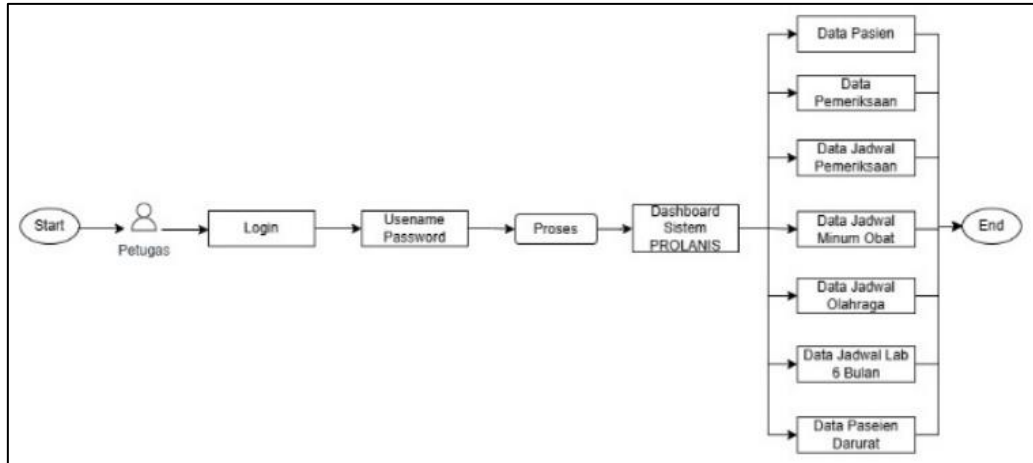 Start
Petugas
Login
Usename
Password
Proses
Dashboard
Sistem
PROLANIS
Data Pasien
Data
Pemeriksaan
Data Jadwal
Pemeriksaan
Data Jadwal
Minum Obat
Data Jadwal
Olahraga
Data Jadwal Lab
6 Bulan
Data Paseien
Darurat
End